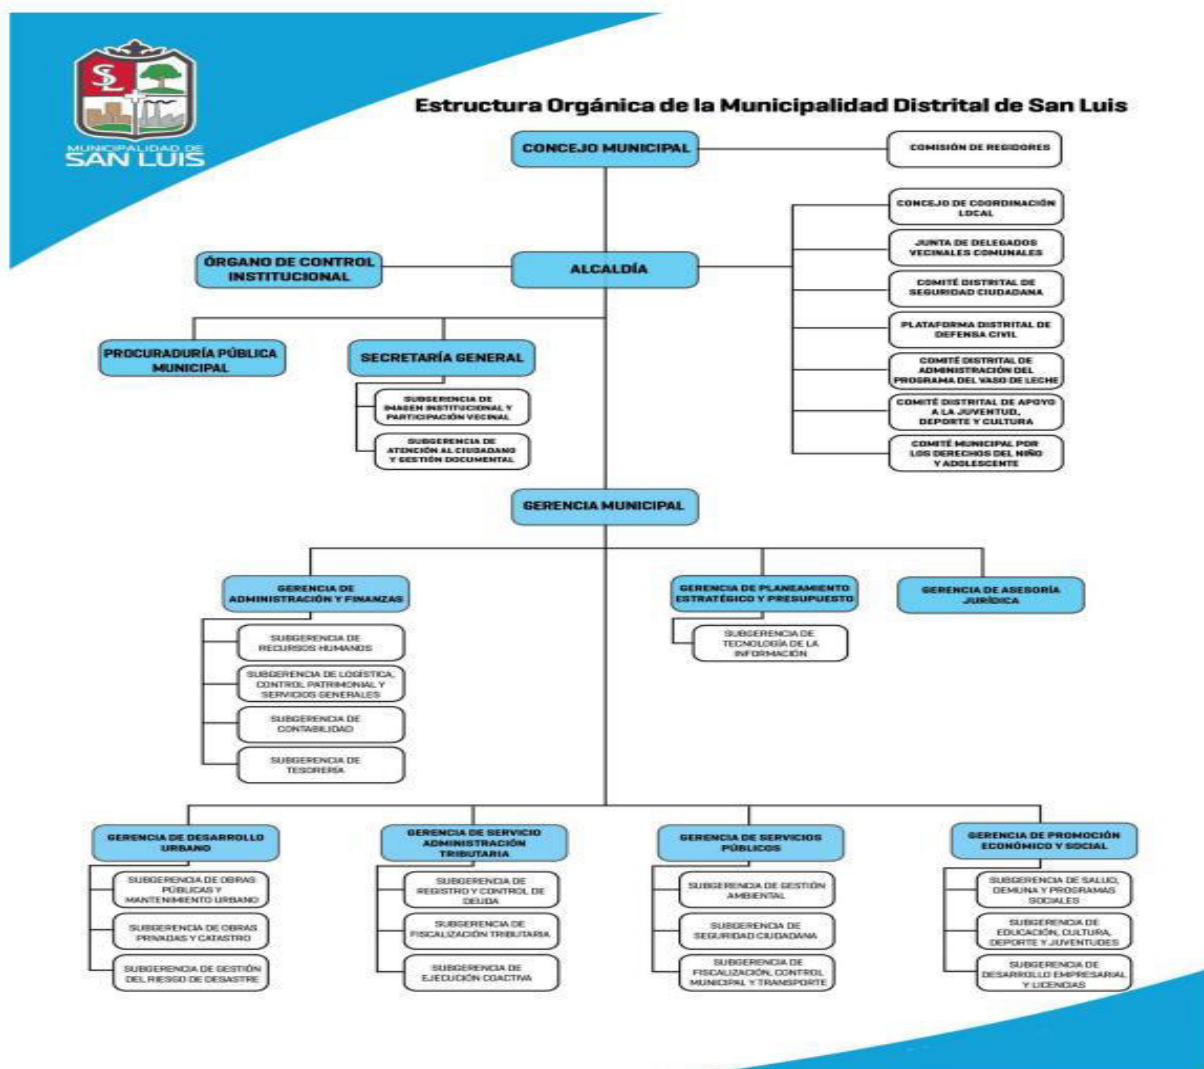 SL
MUNICIPALIDAD DE
SAN LUIS
Estructura Orgánica de la Municipalidad Distrital de San Luis
CONCEJO MUNICIPAL
COMISIÓN DE REGIDORES
CONCEJO DE COORDINACIÓN
LOCAL
JUNTA DE DELEGADOS
VECINALES COMUNALES
COMITÉ DISTRITAL DE
SEGURIDAD CIUDADANA
PLATAFORMA DISTRITAL DE
DEFENSA CIVIL
COMITÉ DISTRITAL DE
ADMINISTRACIÓN DEL
PROGRAMA DEL VASO DE LECHE
COMITÉ DISTRITAL DE APOYO
A LA JUVENTUD,
DEPORTE Y CULTURA
COMITÉ MUNICIPAL POR
LOS DERECHOS DEL NIÑO
Y ADOLESCENTE
ÓRGANO DE CONTROL
INSTITUCIONAL
ALCALDÍA
PROCURADURÍA PÚBLICA
MUNICIPAL
SECRETARÍA GENERAL
SUBGERENCIA DE
IMAGEN INSTITUCIONAL Y
PARTICIPACIÓN VECINAL
SUBGERENCIA DE
ATENCIÓN AL CIUDADANO
Y GESTIÓN DOCUMENTAL
GERENCIA MUNICIPAL
GERENCIA DE
ADMINISTRACIÓN Y FINANZAS
SUBGERENCIA DE
RECURSOS HUMANOS
SUBGERENCIA DE LOGÍSTICA,
CONTROL PATRIMONIAL Y
SERVICIOS GENERALES
SUBGERENCIA DE
CONTABILIDAD
SUBGERENCIA DE
TESORERÍA
GERENCIA DE PLANEAMIENTO
ESTRATÉGICO Y PRESUPUESTO
SUBGERENCIA DE
TECNOLOGÍA DE LA
INFORMACIÓN
GERENCIA DE ASESORÍA
JURÍDICA
GERENCIA DE DESARROLLO
URBANO
SUBGERENCIA DE OBRAS
PÚBLICAS Y
MANTENIMIENTO URBANO
SUBGERENCIA DE OBRAS
PRIVADAS Y CATASTRO
SUBGERENCIA DE GESTIÓN
DEL RIESGO DE DESASTRE
GERENCIA DE SERVICIO
ADMINISTRACIÓN
TRIBUTARIA
SUBGERENCIA DE
REGISTRO Y CONTROL DE
DEUDA
SUBGERENCIA DE
FISCALIZACIÓN TRIBUTARIA
SUBGERENCIA DE
EJECUCIÓN COACTIVA
GERENCIA DE SERVICIOS
PÚBLICOS
SUBGERENCIA DE GESTIÓN
AMBIENTAL
SUBGERENCIA DE
SEGURIDAD CIUDADANA
SUBGERENCIA DE
FISCALIZACIÓN, CONTROL
MUNICIPAL Y TRANSPORTE
GERENCIA DE PROMOCIÓN
ECONÓMICO Y SOCIAL
SUBGERENCIA DE SALUD,
DEMUNA Y PROGRAMAS
SOCIALES
SUBGERENCIA DE
EDUCACIÓN, CULTURA,
DEPORTE Y JUVENTUDES
SUBGERENCIA DE
DESARROLLO EMPRESARIAL
Y LICENCIAS